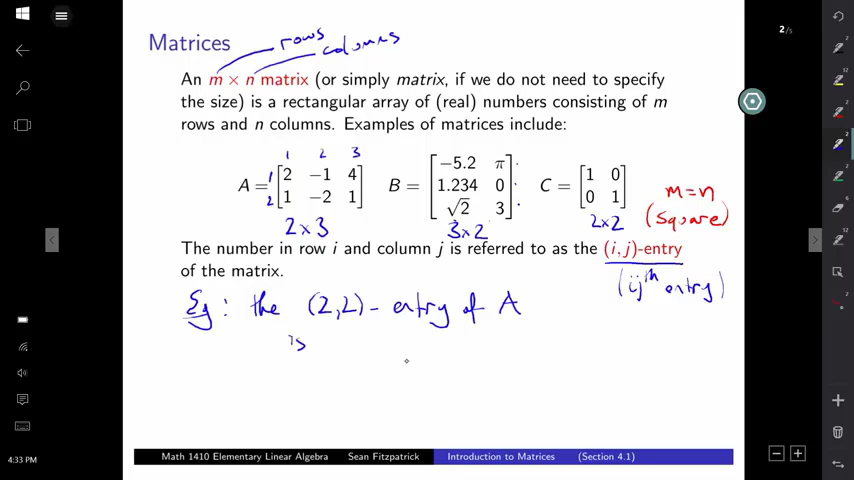 2/5
Matrices
rows
columns
An m × n matrix (or simply matrix, if we do not need to specify
the size) is a rectangular array of (real) numbers consisting of m
rows and n columns. Examples of matrices include:
1 2 3
A = [2 −1 4; 1 −2 1] B = [−5.2 π; 1.234 0; √2 3] C = [1 0; 0 1]
1
2
m=n
(square)
2×3 3×2 2×2
The number in row i and column j is referred to as the (i, j)-entry
of the matrix.
(ijth entry)
Eg: the (2,2)- entry of A
is
4:33 PM
Math 1410 Elementary Linear Algebra Sean Fitzpatrick Introduction to Matrices (Section 4.1)